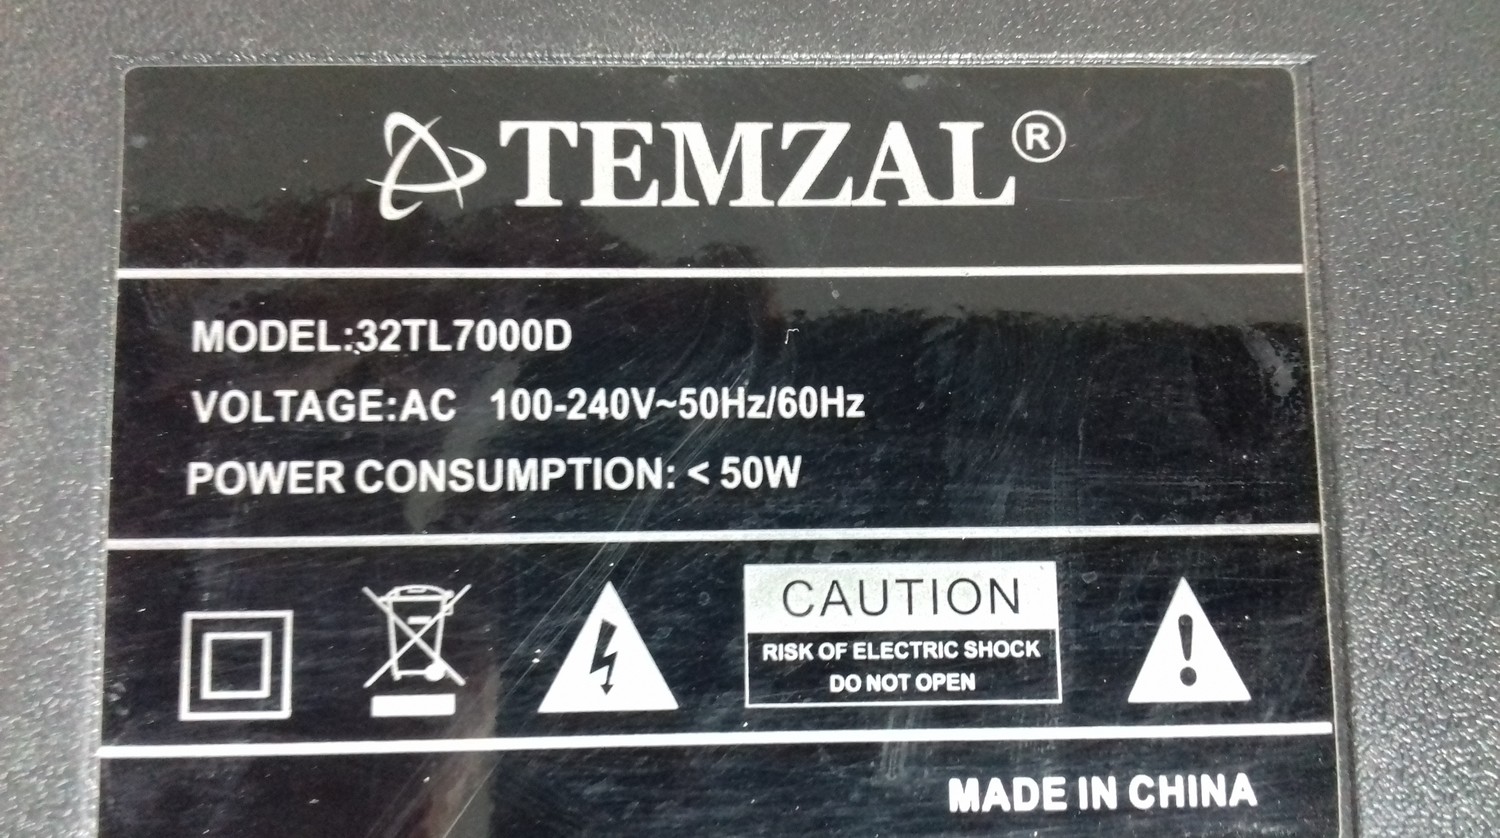 TEMZAL®
MODEL:32TL7000D
VOLTAGE:AC 100-240V~50Hz/60Hz
POWER CONSUMPTION: < 50W
CAUTION
RISK OF ELECTRIC SHOCK
DO NOT OPEN
MADE IN CHINA